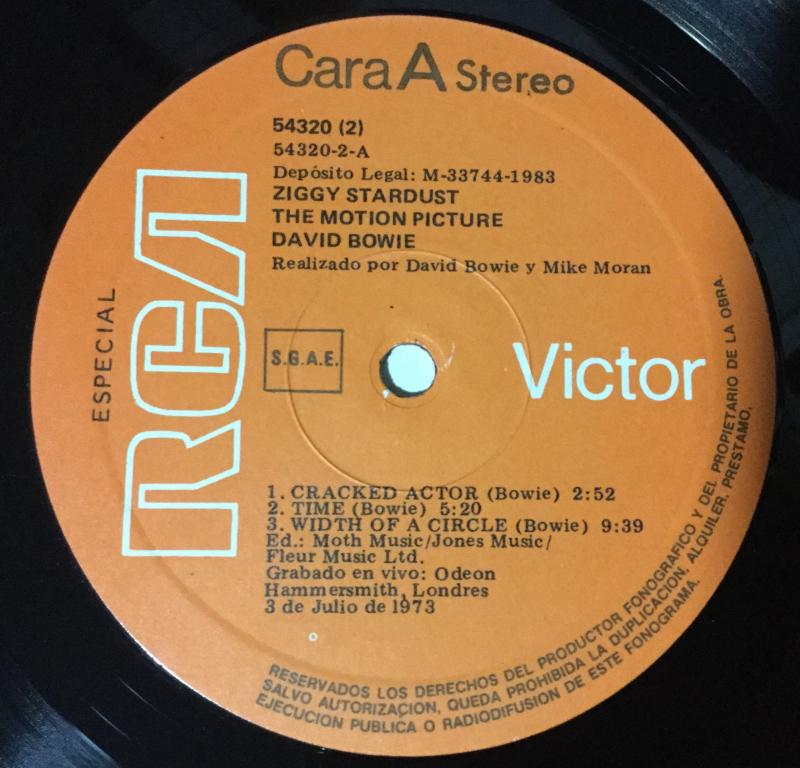 Cara A Stereo
54320 (2)
54320-2-A
Depósito Legal: M-33744-1983
ZIGGY STARDUST
THE MOTION PICTURE
DAVID BOWIE
Realizado por David Bowie y Mike Moran
ESPECIAL
RCA
S.G.A.E.
Victor
1. CRACKED ACTOR (Bowie) 2:52
2. TIME (Bowie) 5:20
3. WIDTH OF A CIRCLE (Bowie) 9:39
Ed.: Moth Music/Jones Music/
Fleur Music Ltd.
Grabado en vivo: Odeon
Hammersmith, Londres
3 de Julio de 1973
RESERVADOS LOS DERECHOS DEL PRODUCTOR FONOGRAFICO Y DEL PROPIETARIO DE LA OBRA.
SALVO AUTORIZACION, QUEDA PROHIBIDA LA DUPLICACION, ALQUILER, PRESTAMO,
EJECUCION PUBLICA O RADIODIFUSION DE ESTE FONOGRAMA.